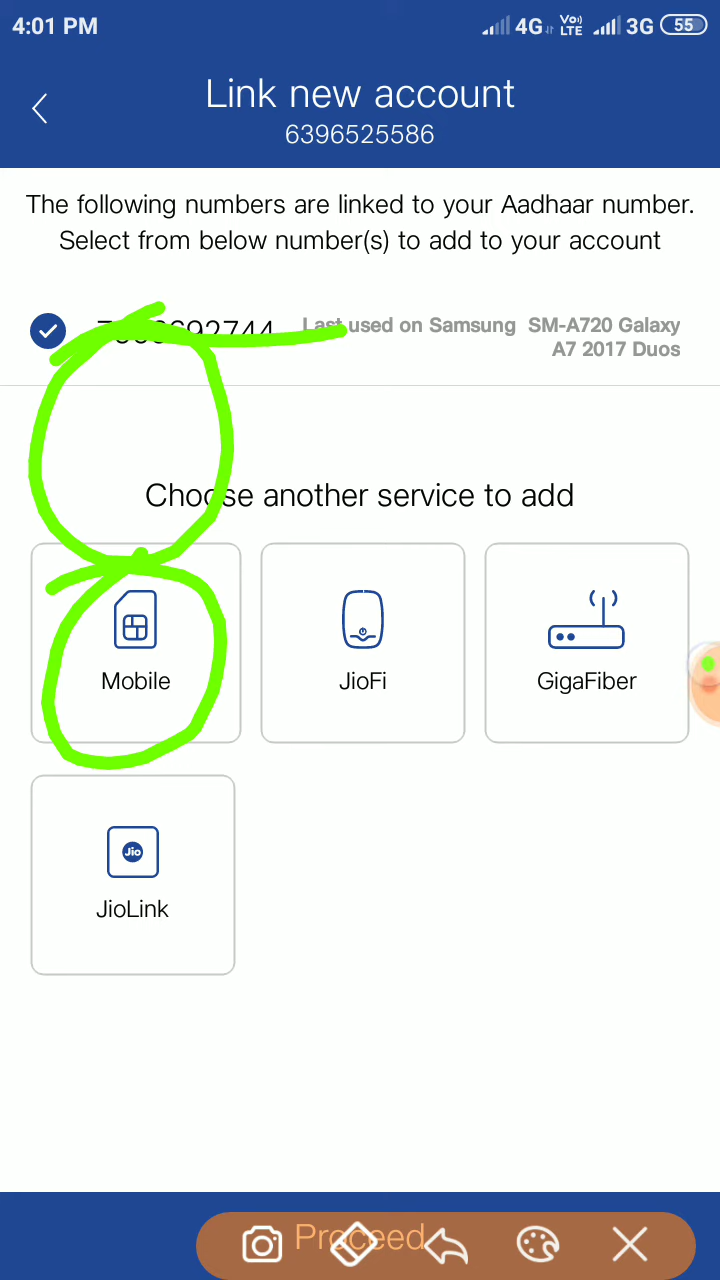 4:01 PM 4G Vo) LTE 3G 55
Link new account
6396525586
The following numbers are linked to your Aadhaar number.
Select from below number(s) to add to your account
Last used on Samsung SM-A720 Galaxy
A7 2017 Duos
Choose another service to add
Mobile
JioFi
GigaFiber
Jio
JioLink
Proceed